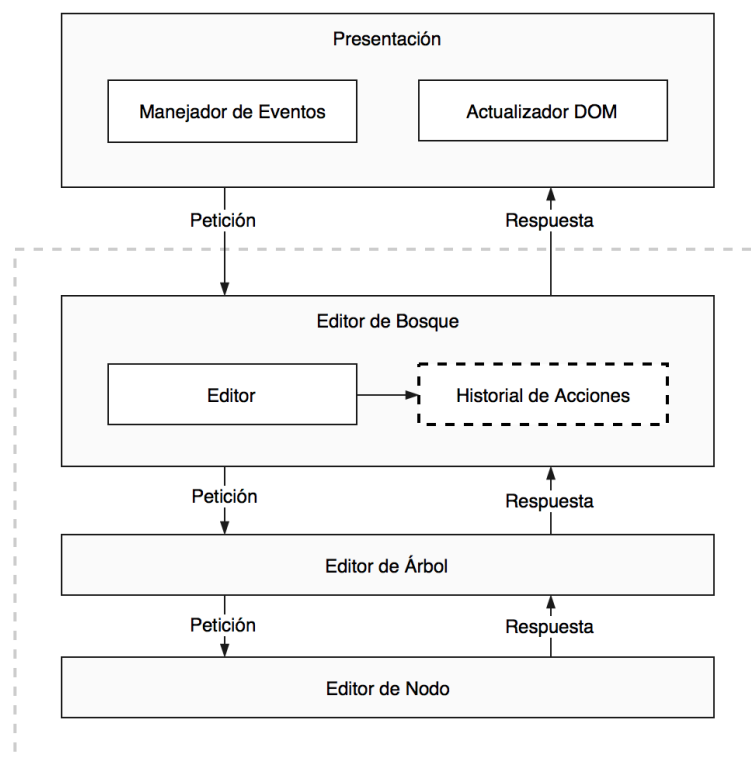 Presentación
Manejador de Eventos
Actualizador DOM
Petición
Respuesta
Editor de Bosque
Editor
Historial de Acciones
Petición
Respuesta
Editor de Árbol
Petición
Respuesta
Editor de Nodo